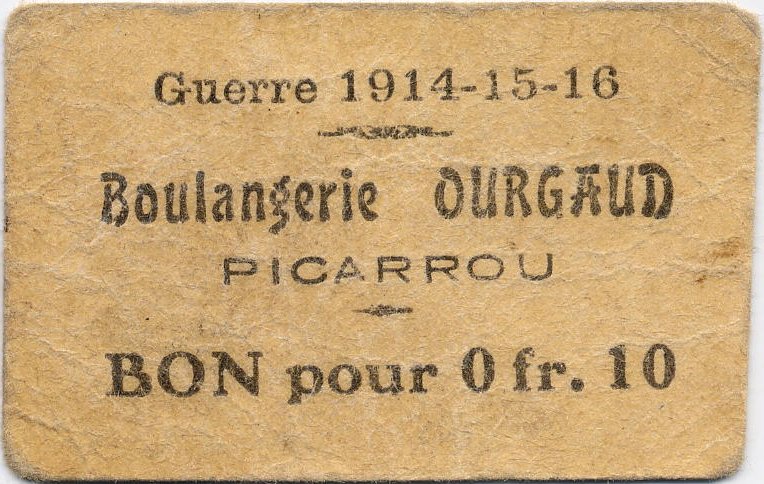 Guerre 1914-15-16
Boulangerie OURGAUD
PICARROU
BON pour 0 fr. 10